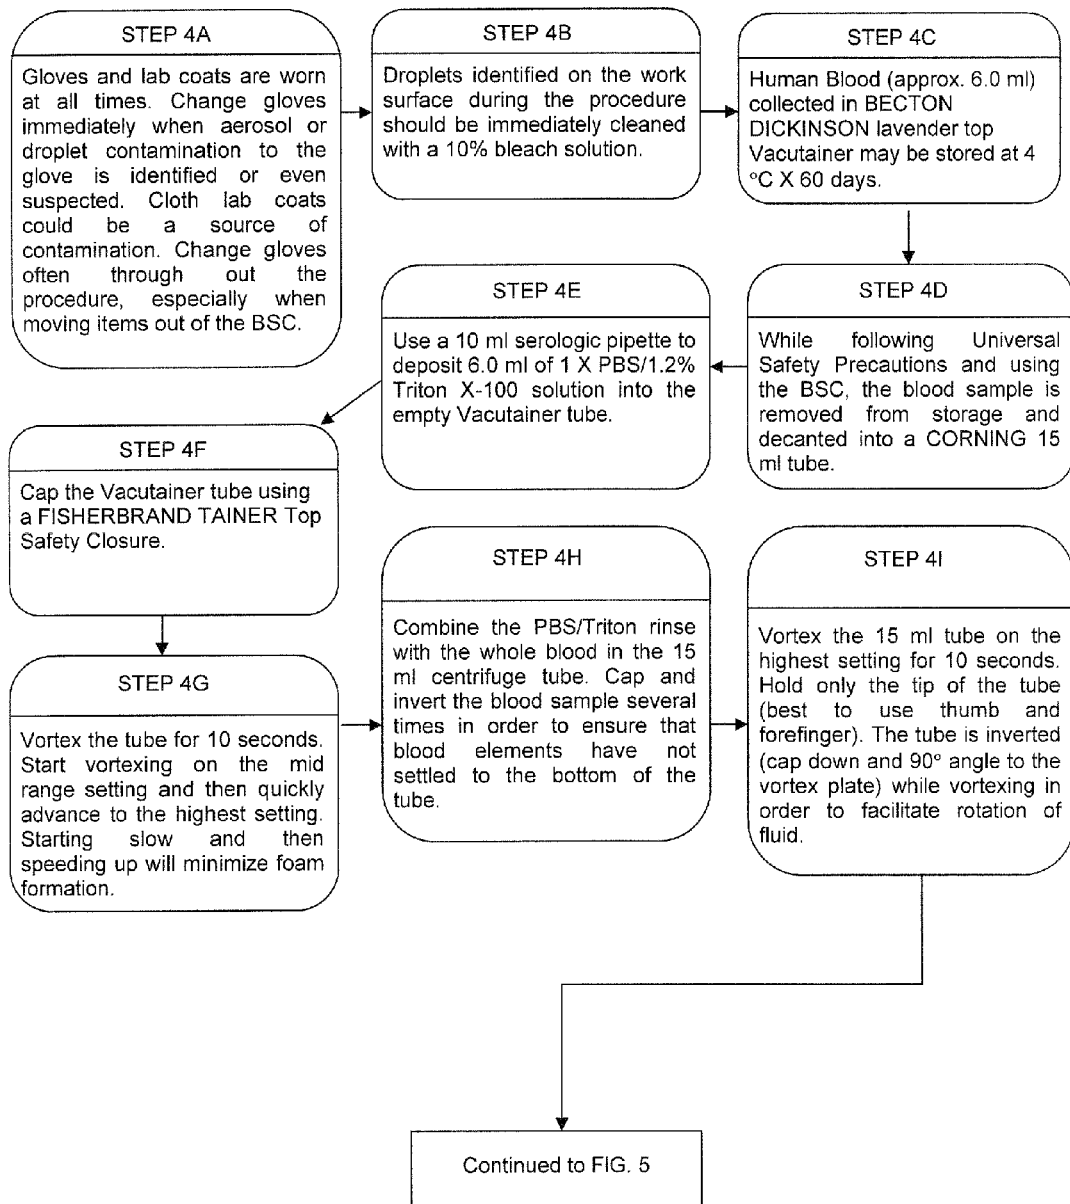 STEP 4A
Gloves and lab coats are worn
at all times. Change gloves
immediately when aerosol or
droplet contamination to the
glove is identified or even
suspected. Cloth lab coats
could be a source of
contamination. Change gloves
often through out the
procedure, especially when
moving items out of the BSC.
STEP 4B
Droplets identified on the work
surface during the procedure
should be immediately cleaned
with a 10% bleach solution.
STEP 4C
Human Blood (approx. 6.0 ml)
collected in BECTON
DICKINSON lavender top
Vacutainer may be stored at 4
°C X 60 days.
STEP 4D
While following Universal
Safety Precautions and using
the BSC, the blood sample is
removed from storage and
decanted into a CORNING 15
ml tube.
STEP 4E
Use a 10 ml serologic pipette to
deposit 6.0 ml of 1 X PBS/1.2%
Triton X-100 solution into the
empty Vacutainer tube.
STEP 4F
Cap the Vacutainer tube using
a FISHERBRAND TAINER Top
Safety Closure.
STEP 4G
Vortex the tube for 10 seconds.
Start vortexing on the mid
range setting and then quickly
advance to the highest setting.
Starting slow and then
speeding up will minimize foam
formation.
STEP 4H
Combine the PBS/Triton rinse
with the whole blood in the 15
ml centrifuge tube. Cap and
invert the blood sample several
times in order to ensure that
blood elements have not
settled to the bottom of the
tube.
STEP 4I
Vortex the 15 ml tube on the
highest setting for 10 seconds.
Hold only the tip of the tube
(best to use thumb and
forefinger). The tube is inverted
(cap down and 90° angle to the
vortex plate) while vortexing in
order to facilitate rotation of
fluid.
Continued to FIG. 5